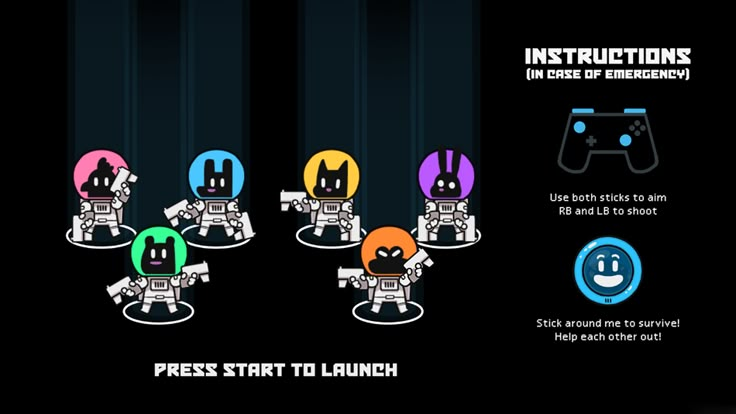 INSTRUCTIONS
(IN CASE OF EMERGENCY)
Use both sticks to aim
RB and LB to shoot
Stick around me to survive!
Help each other out!
PRESS START TO LAUNCH